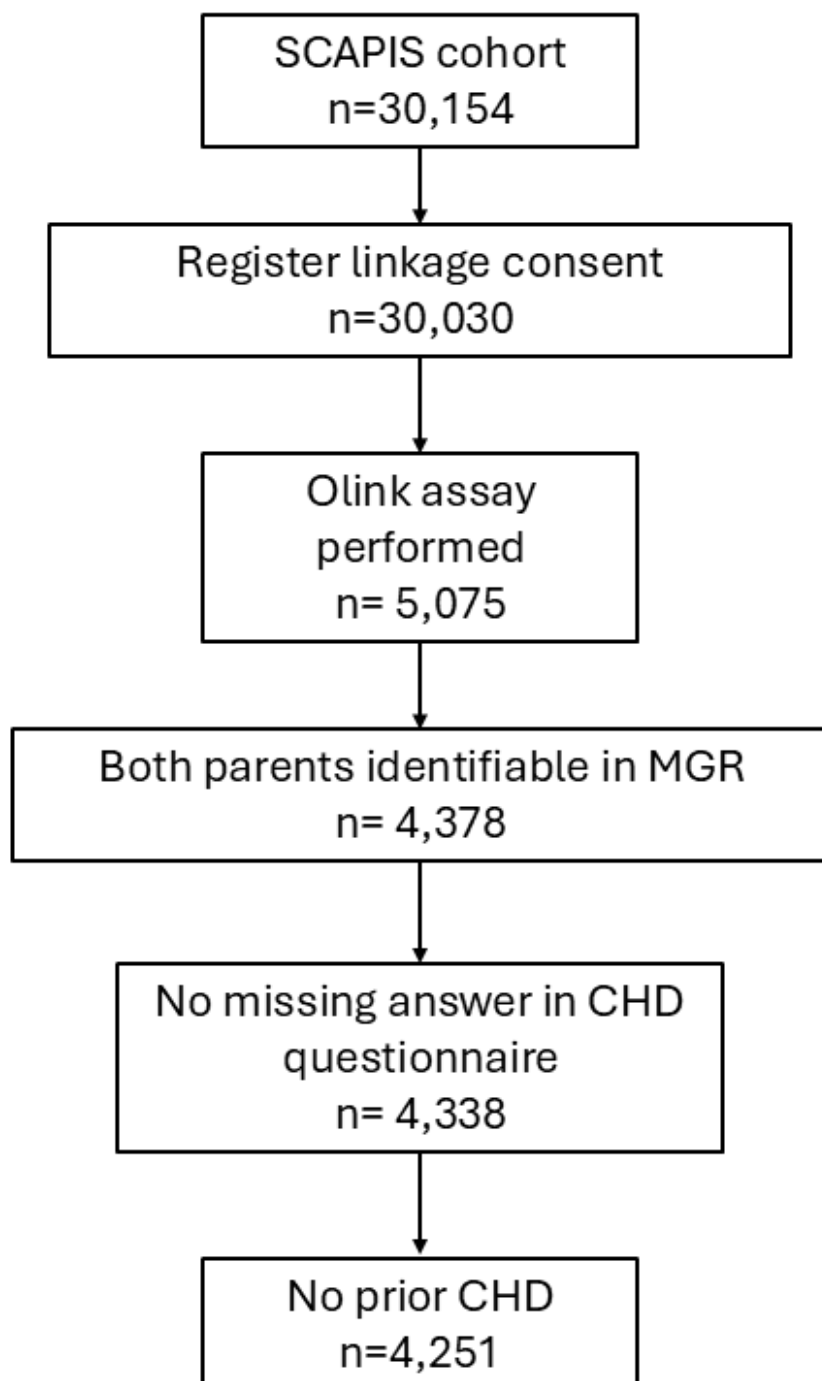 SCAPIS cohort
n=30,154
Register linkage consent
n=30,030
Olink assay
performed
n= 5,075
Both parents identifiable in MGR
n= 4,378
No missing answer in CHD
questionnaire
n= 4,338
No prior CHD
n=4,251